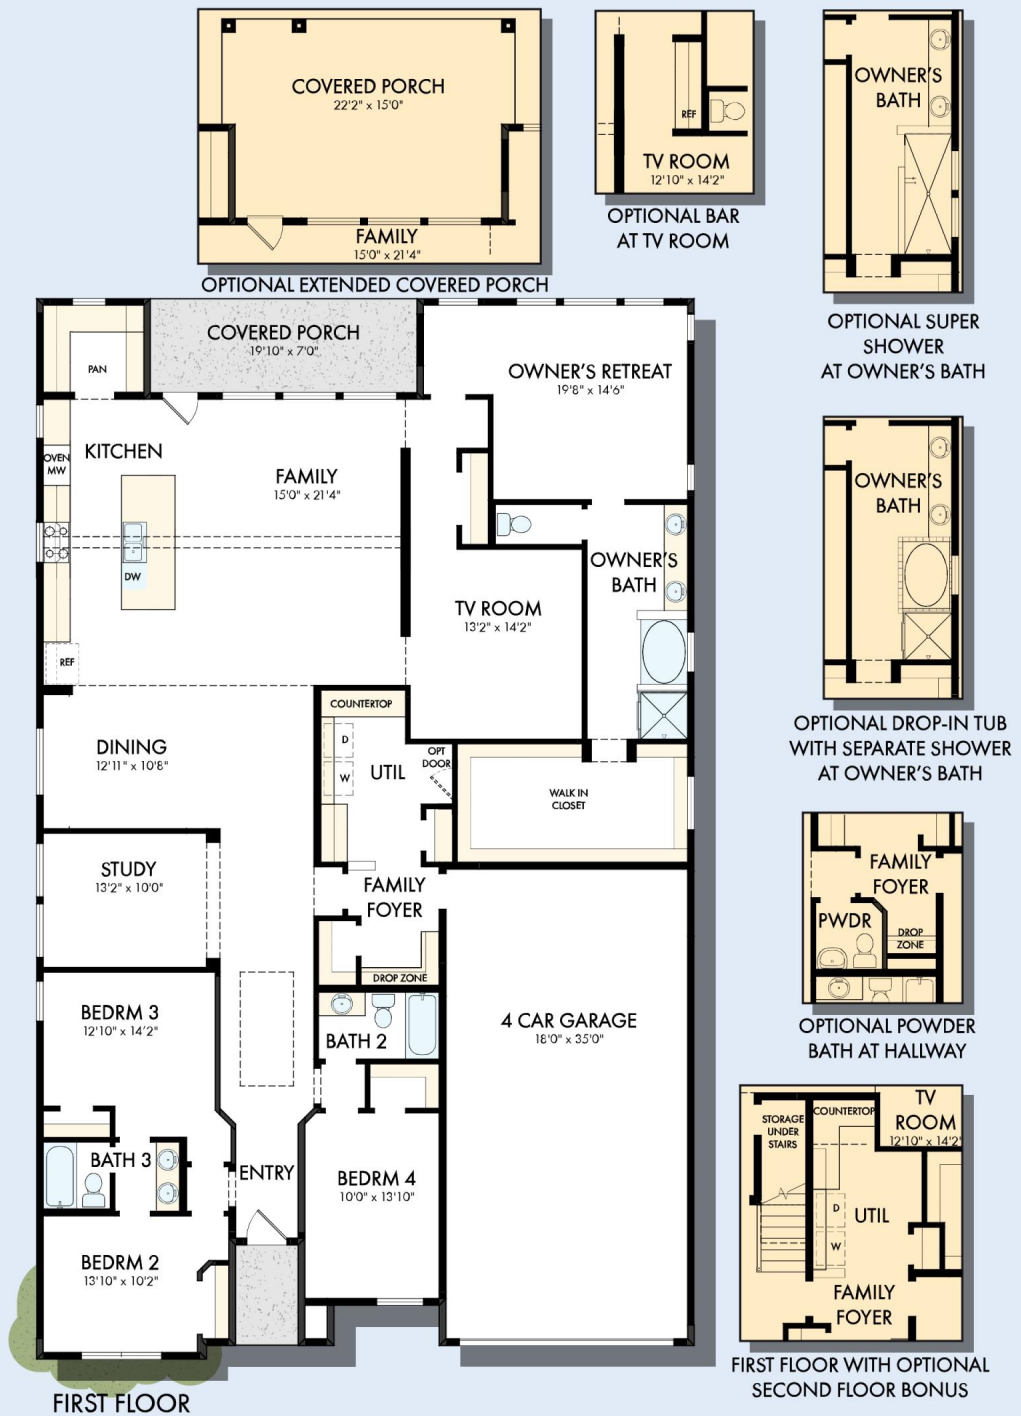 COVERED PORCH
22'2" x 15'0"
FAMILY
15'0" x 21'4"
OPTIONAL EXTENDED COVERED PORCH
REF
TV ROOM
12'10" x 14'2"
OPTIONAL BAR
AT TV ROOM
OWNER'S
BATH
OPTIONAL SUPER
SHOWER
AT OWNER'S BATH
COVERED PORCH
19'10" x 7'0"
PAN
OWNER'S RETREAT
19'8" x 14'6"
KITCHEN
OVEN
MW
FAMILY
15'0" x 21'4"
DW
REF
OWNER'S
BATH
TV ROOM
13'2" x 14'2"
OWNER'S
BATH
OPTIONAL DROP-IN TUB
WITH SEPARATE SHOWER
AT OWNER'S BATH
COUNTERTOP
D
W
UTIL
OPT
DOOR
DINING
12'11" x 10'8"
WALK IN
CLOSET
STUDY
13'2" x 10'0"
FAMILY
FOYER
DROP ZONE
FAMILY
FOYER
PWDR
DROP
ZONE
OPTIONAL POWDER
BATH AT HALLWAY
BEDRM 3
12'10" x 14'2"
BATH 2
4 CAR GARAGE
18'0" x 35'0"
BATH 3
ENTRY
BEDRM 4
10'0" x 13'10"
BEDRM 2
13'10" x 10'2"
STORAGE
UNDER
STAIRS
COUNTERTOP
TV
ROOM
12'10" x 14'2"
D
W
UTIL
FAMILY
FOYER
FIRST FLOOR WITH OPTIONAL
SECOND FLOOR BONUS
FIRST FLOOR